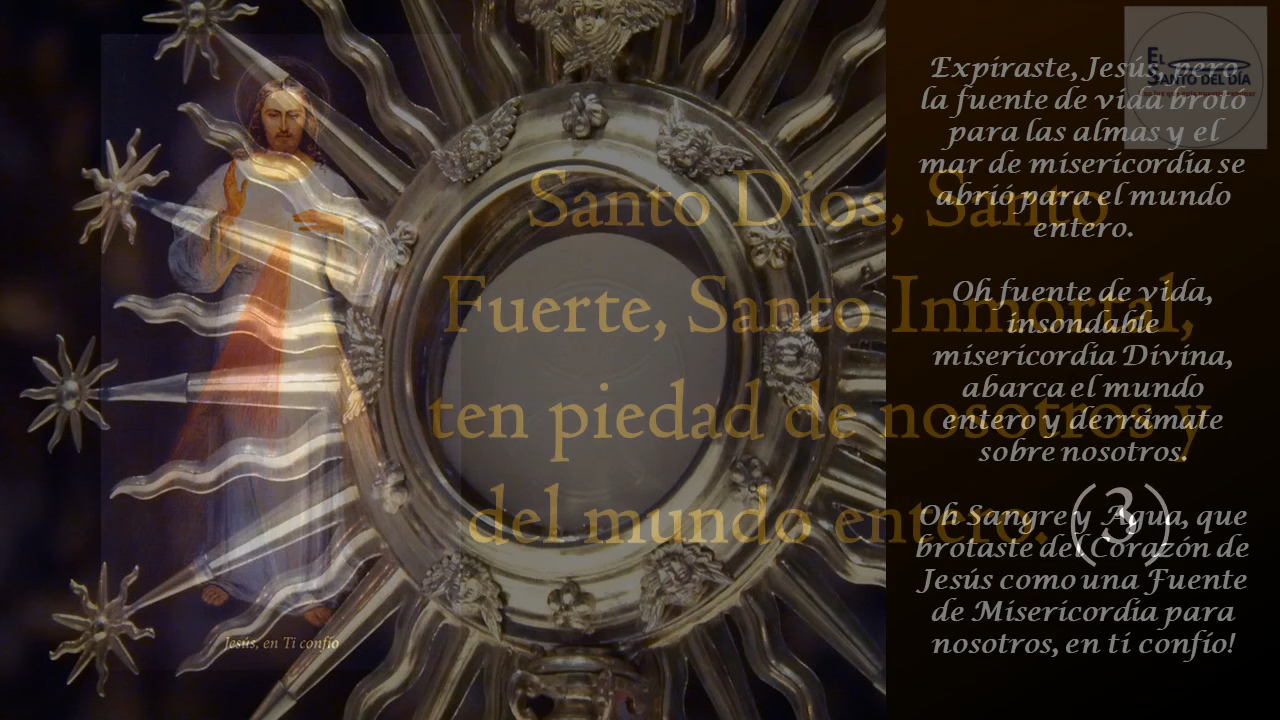 Santo Dios, Santo
Fuerte, Santo Inmortal,
ten piedad de nosotros y
del mundo entero.
(3)
Jesús, en Ti confío
Expiraste, Jesús, pero
la fuente de vida brotó
para las almas y el
mar de misericordia se
abrió para el mundo
entero.
Oh fuente de vida,
insondable
misericordia Divina,
abarca el mundo
entero y derrámate
sobre nosotros.
Oh Sangre y Agua, que
brotaste del Corazón de
Jesús como una Fuente
de Misericordia para
nosotros, en ti confío!
EL
SANTO DEL DÍA